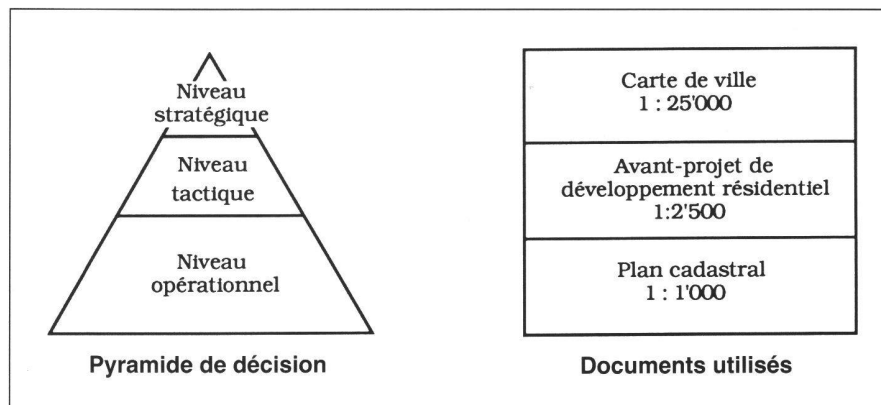 Niveau
stratégique
Niveau
tactique
Niveau
opérationnel
Pyramide de décision
Carte de ville
1 : 25'000
Avant-projet de
développement résidentiel
1:2'500
Plan cadastral
1 : 1'000
Documents utilisés